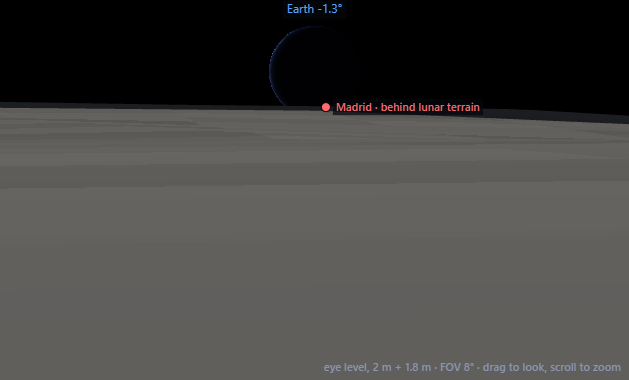 Earth -1.3°
Madrid · behind lunar terrain
eye level, 2 m + 1.8 m · FOV 8° · drag to look, scroll to zoom